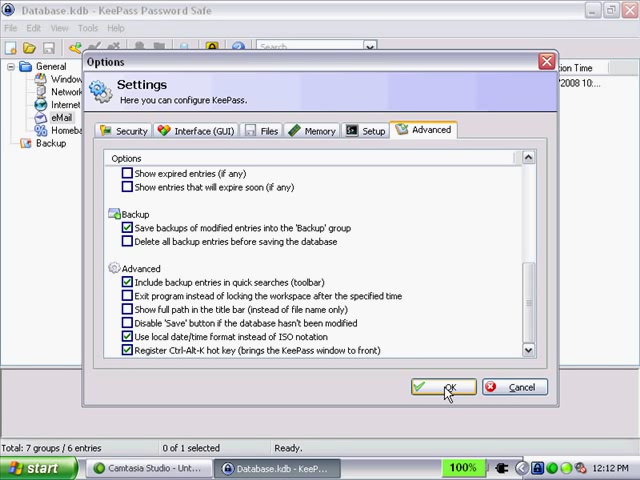 Database.kdb - KeePass Password Safe
File Edit View Tools Help
Search...
Options
Settings
Here you can configure KeePass.
Security Interface (GUI) Files Memory Setup Advanced
General
Window
Network
Internet
eMail
Homeba
Backup
ion Time
/2008 10:...
Options
Show expired entries (if any)
Show entries that will expire soon (if any)
Backup
Save backups of modified entries into the 'Backup' group
Delete all backup entries before saving the database
Advanced
Include backup entries in quick searches (toolbar)
Exit program instead of locking the workspace after the specified time
Show full path in the title bar (instead of file name only)
Disable 'Save' button if the database hasn't been modified
Use local date/time format instead of ISO notation
Register Ctrl-Alt-K hot key (brings the KeePass window to front)
OK Cancel
Total: 7 groups / 6 entries 0 of 1 selected Ready.
start Camtasia Studio - Unt... Database.kdb - KeeP... 100% 12:12 PM